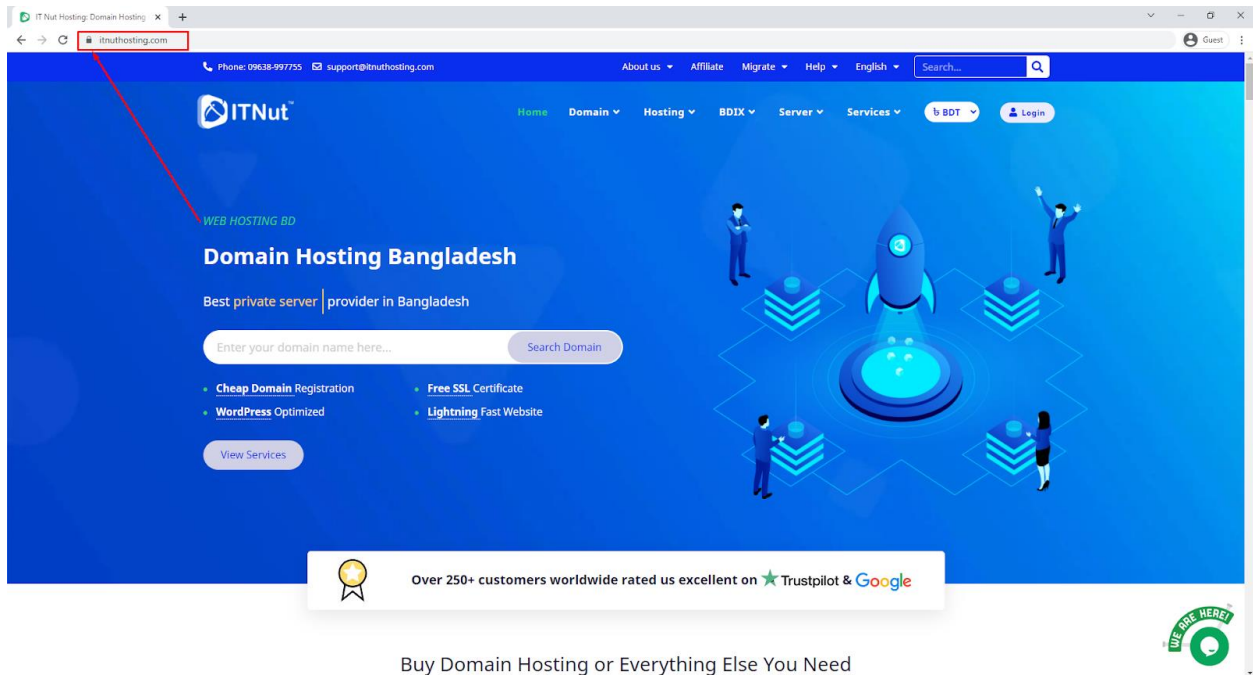 IT Nut Hosting: Domain Hosting
itnuthosting.com
Guest
Phone: 09638-997755 support@itnuthosting.com About us Affiliate Migrate Help English Search...
ITNut™ Home Domain Hosting BDIX Server Services ৳ BDT Login
WEB HOSTING BD
Domain Hosting Bangladesh
Best private server provider in Bangladesh
Enter your domain name here... Search Domain
Cheap Domain Registration Free SSL Certificate
WordPress Optimized Lightning Fast Website
View Services
Over 250+ customers worldwide rated us excellent on Trustpilot & Google
WE ARE HERE!
Buy Domain Hosting or Everything Else You Need